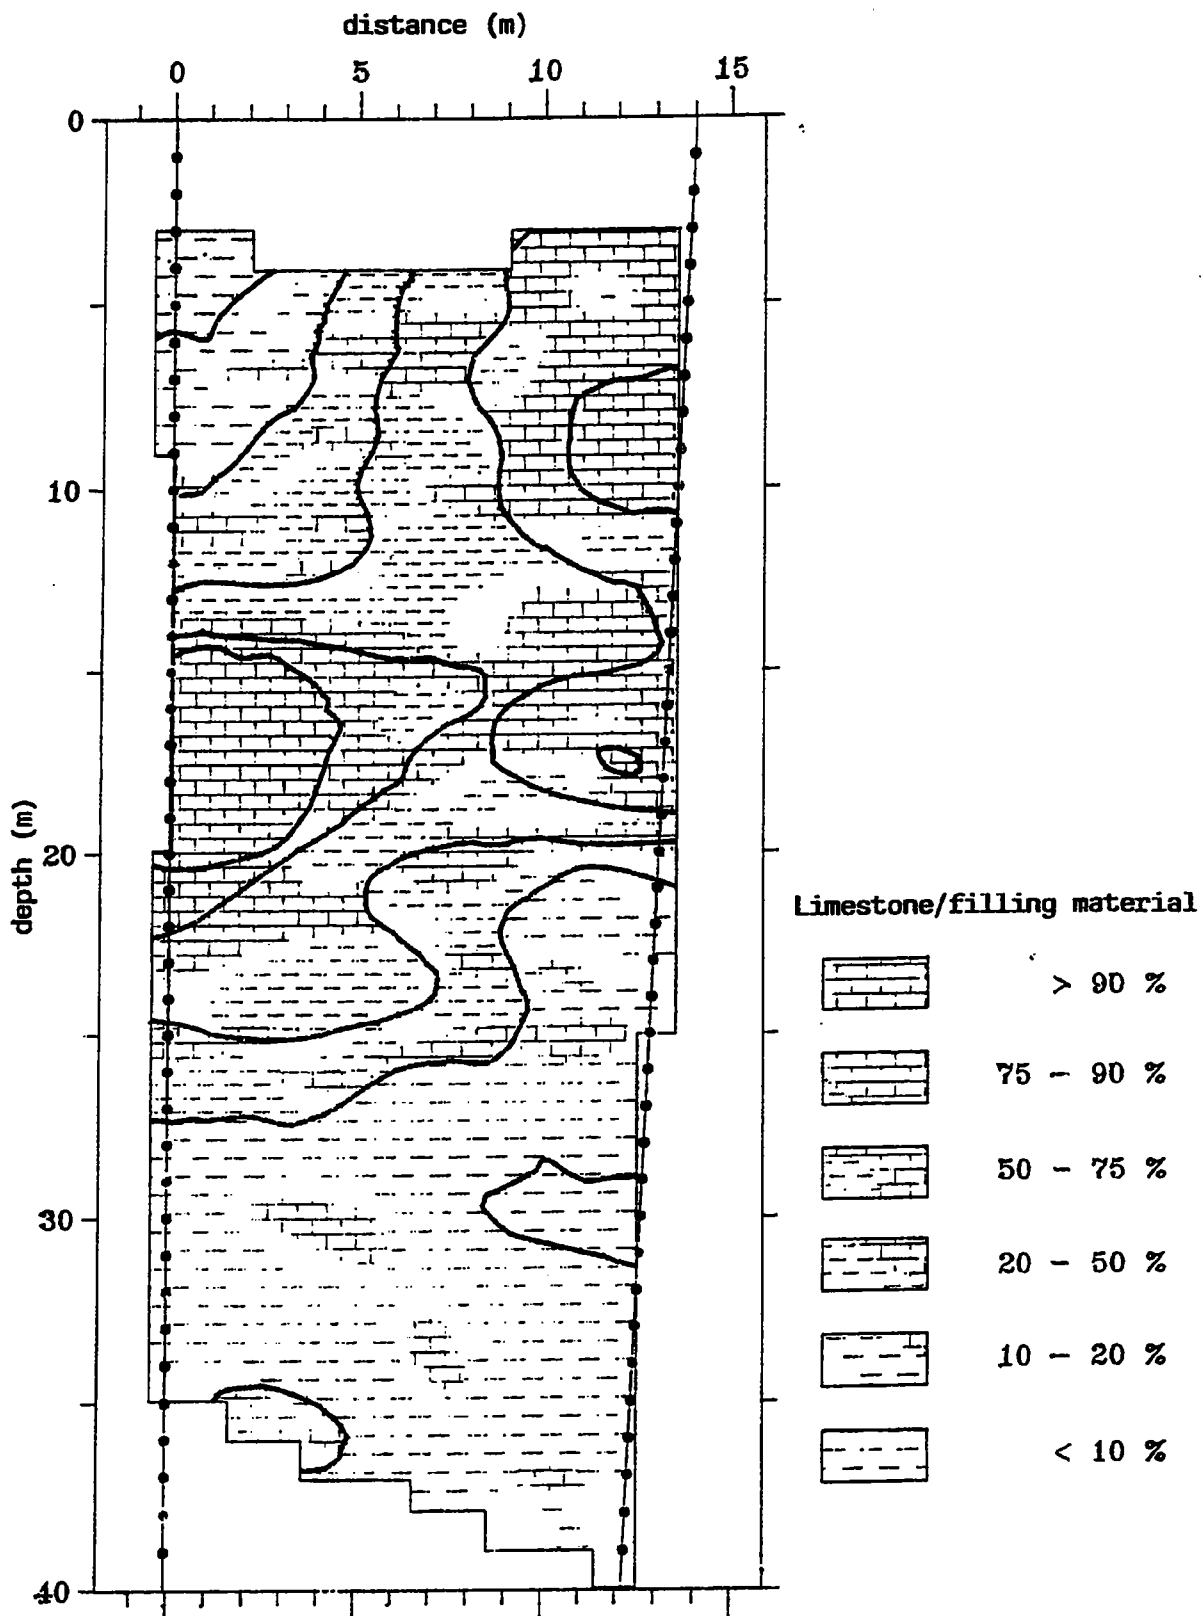 distance (m)
0 5 10 15
0
10
20
30
40
depth (m)
Limestone/filling material
> 90 %
75 - 90 %
50 - 75 %
20 - 50 %
10 - 20 %
< 10 %